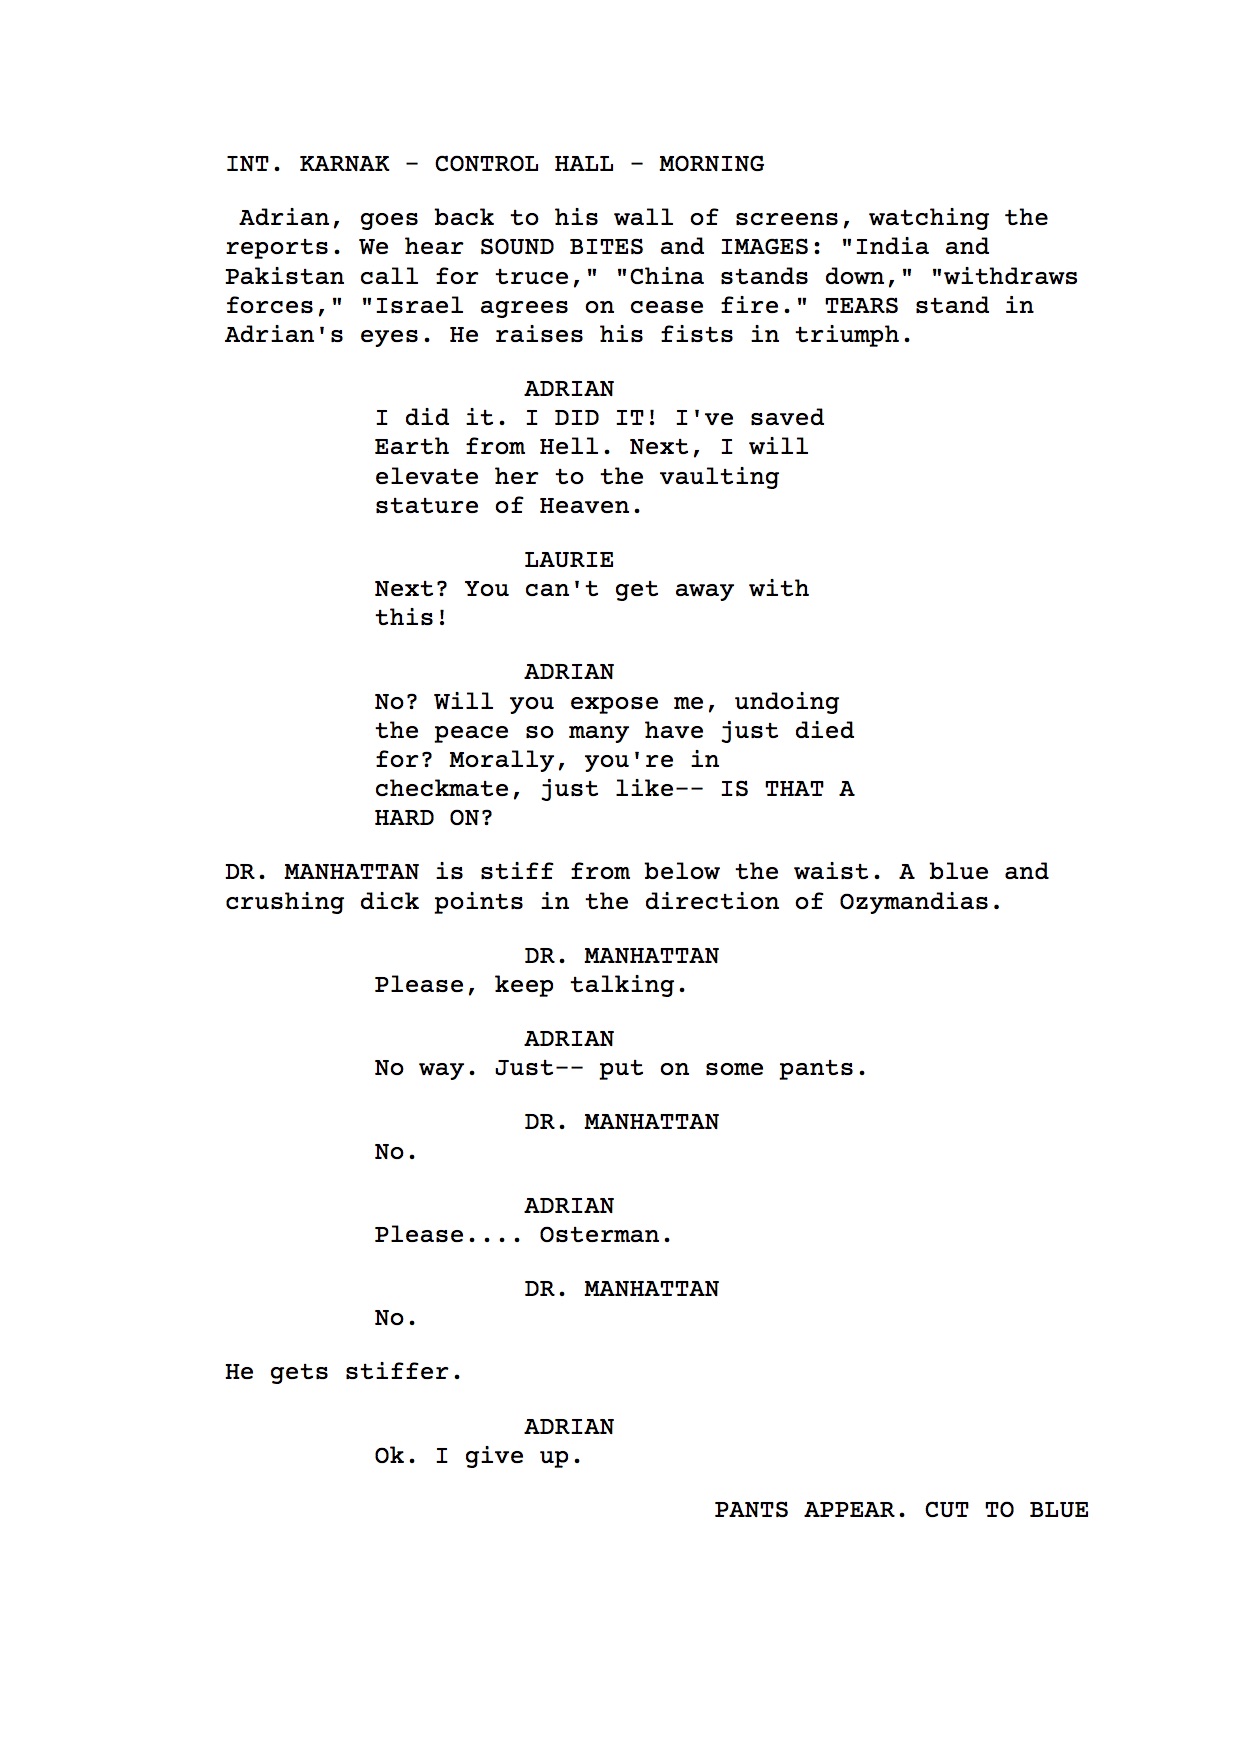 INT. KARNAK - CONTROL HALL - MORNING
Adrian, goes back to his wall of screens, watching the
reports. We hear SOUND BITES and IMAGES: "India and
Pakistan call for truce," "China stands down," "withdraws
forces," "Israel agrees on cease fire." TEARS stand in
Adrian's eyes. He raises his fists in triumph.
ADRIAN
I did it. I DID IT! I've saved
Earth from Hell. Next, I will
elevate her to the vaulting
stature of Heaven.
LAURIE
Next? You can't get away with
this!
ADRIAN
No? Will you expose me, undoing
the peace so many have just died
for? Morally, you're in
checkmate, just like-- IS THAT A
HARD ON?
DR. MANHATTAN is stiff from below the waist. A blue and
crushing dick points in the direction of Ozymandias.
DR. MANHATTAN
Please, keep talking.
ADRIAN
No way. Just-- put on some pants.
DR. MANHATTAN
No.
ADRIAN
Please.... Osterman.
DR. MANHATTAN
No.
He gets stiffer.
ADRIAN
Ok. I give up.
PANTS APPEAR. CUT TO BLUE